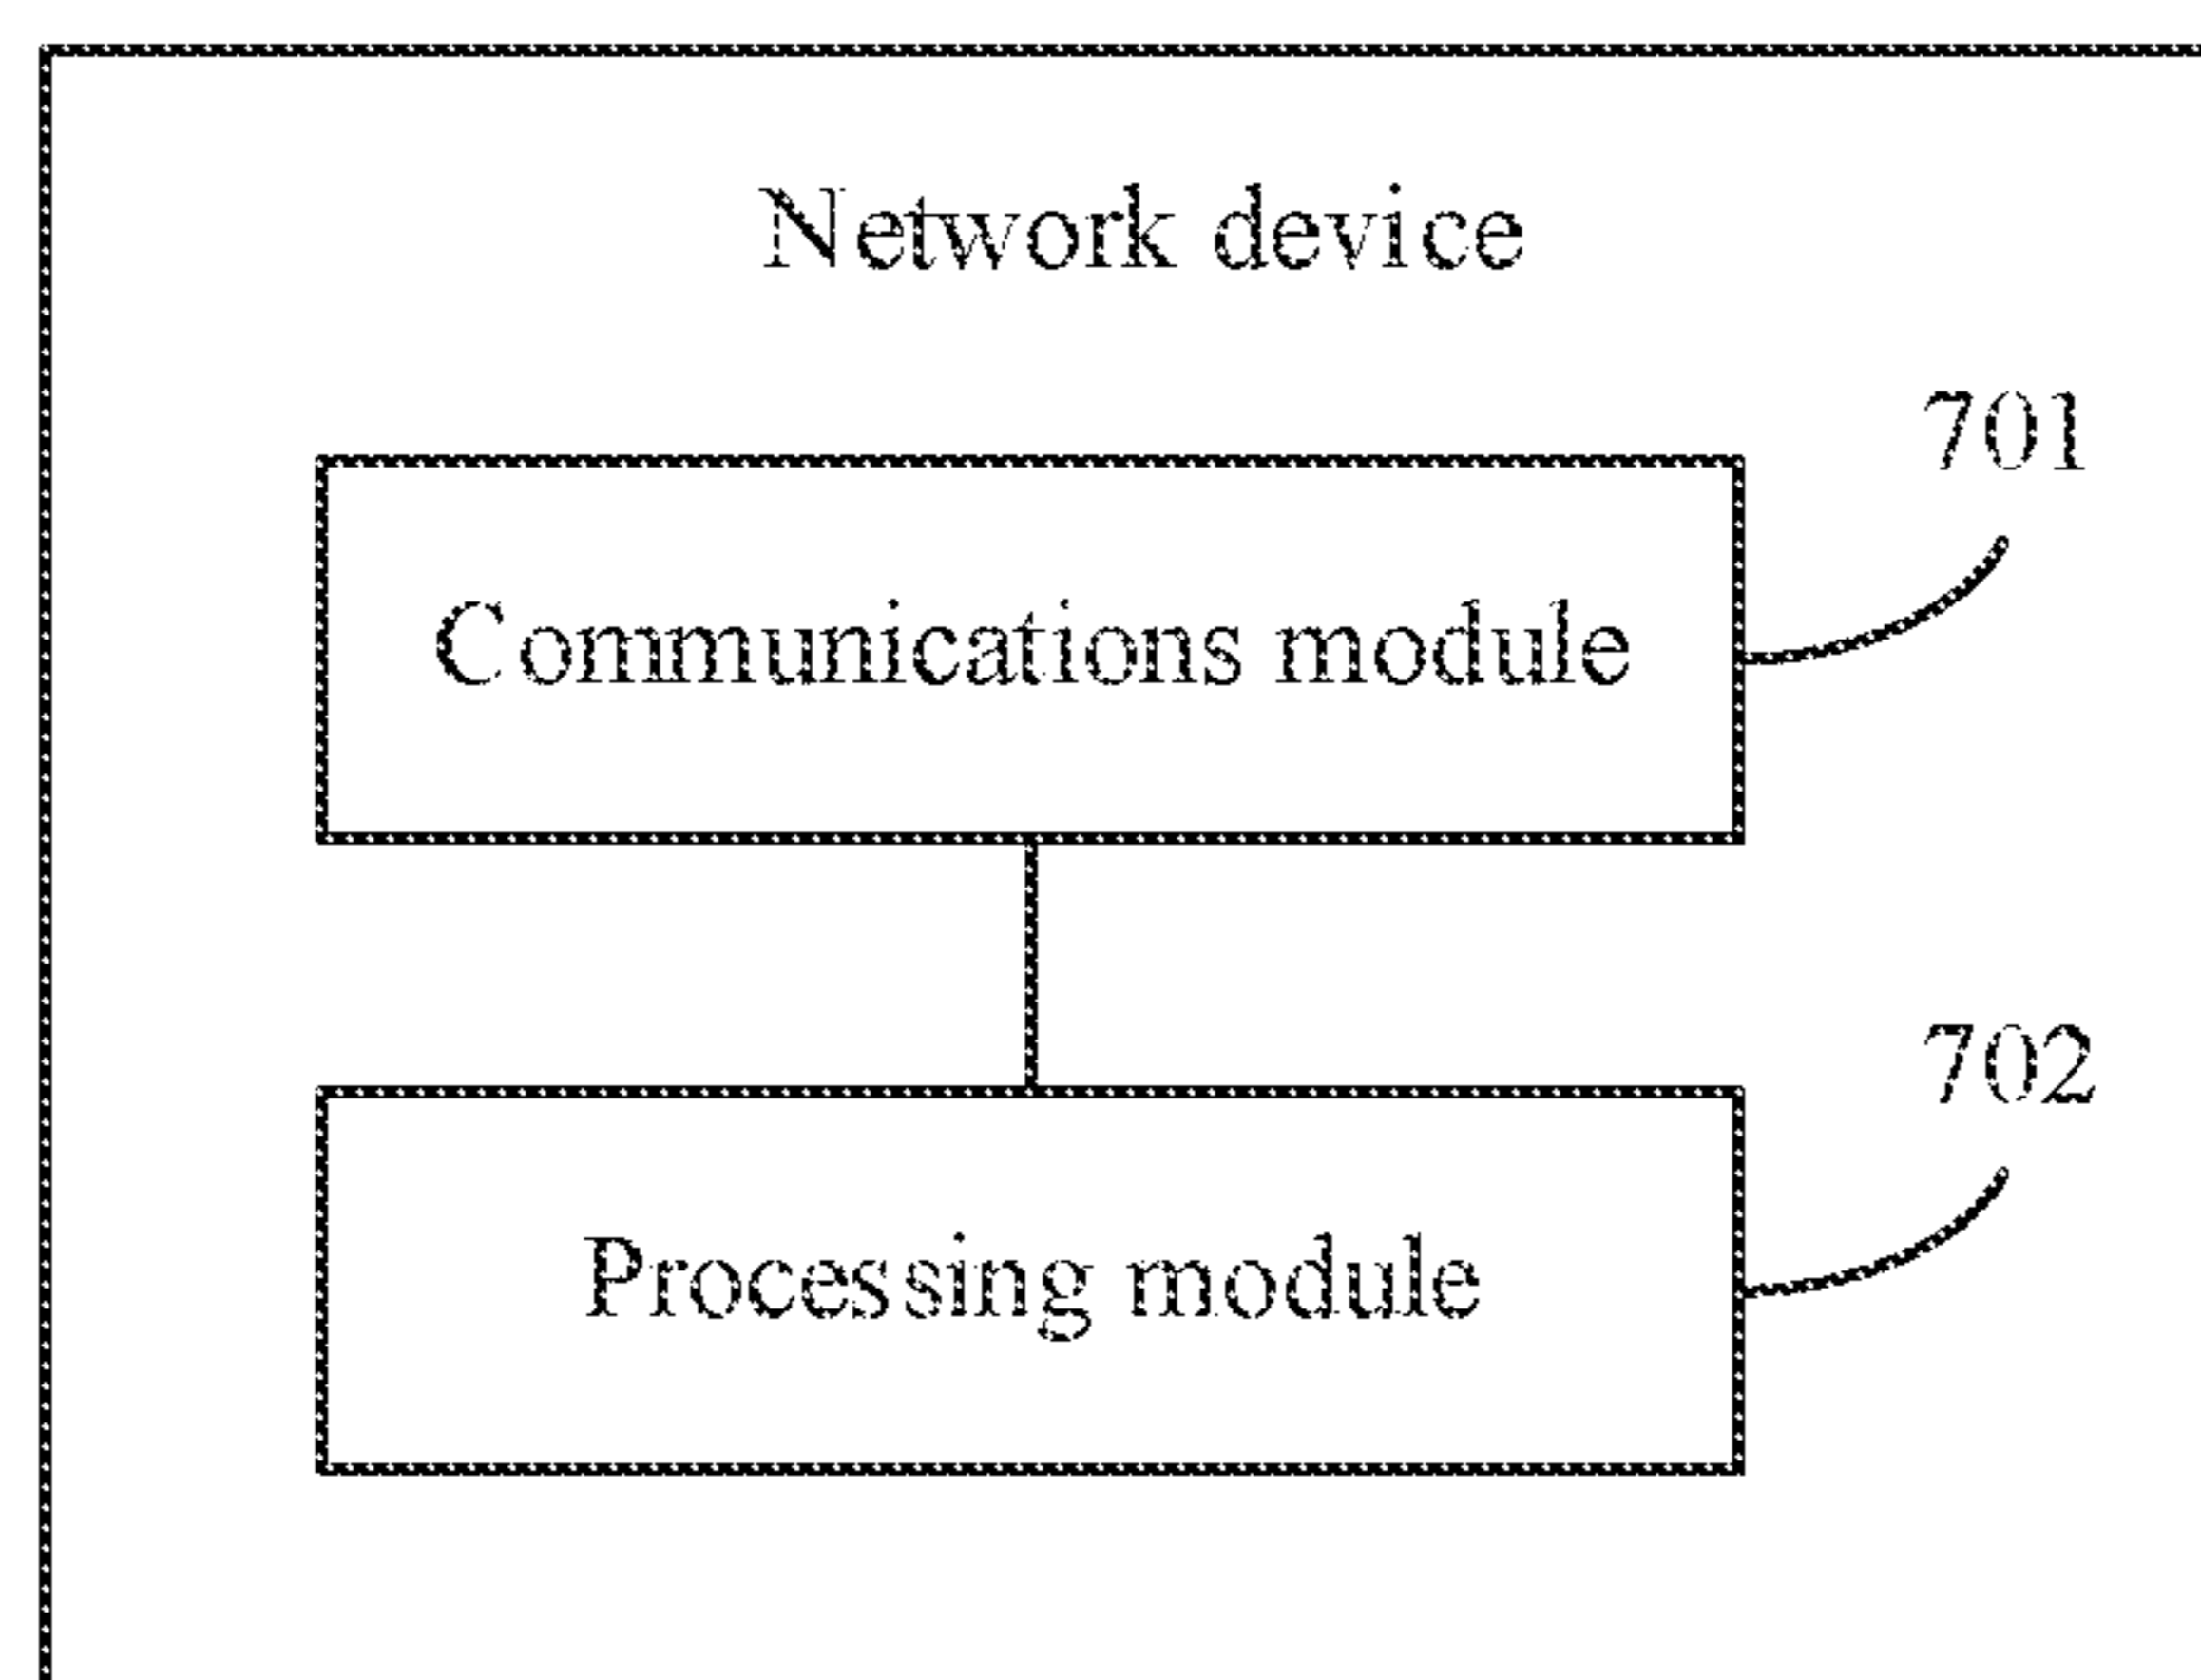 Network device
701
Communications module
702
Processing module